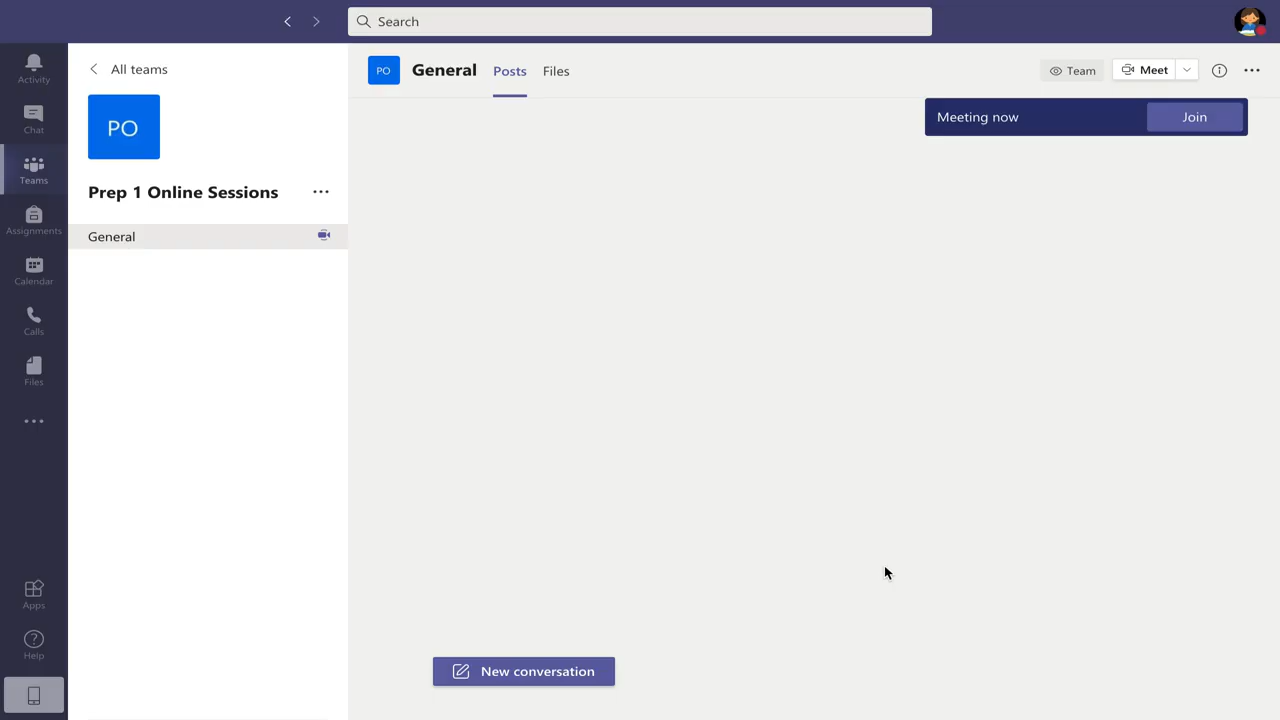 Search
Activity
Chat
Teams
Assignments
Calendar
Calls
Files
Apps
Help
All teams
PO
Prep 1 Online Sessions
General
PO
General
Posts
Files
Team
Meet
Meeting now
Join
New conversation